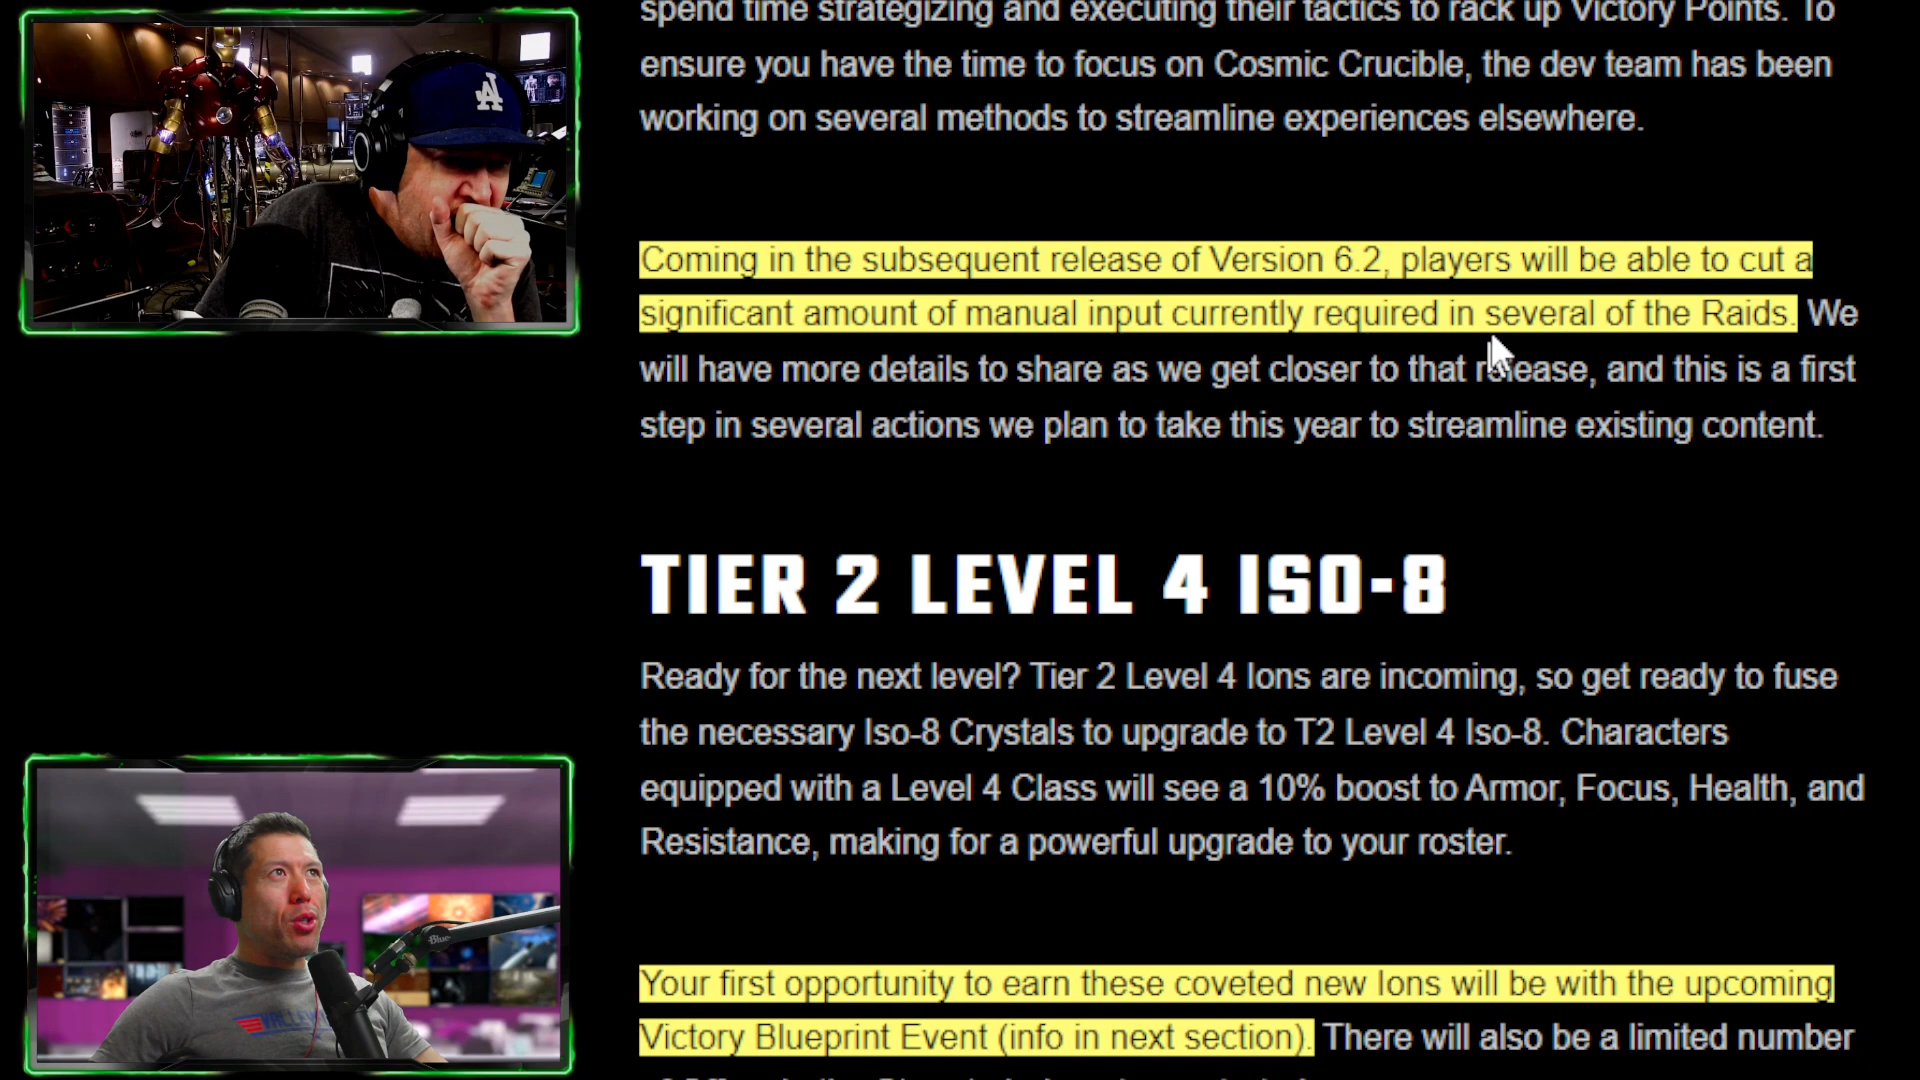 spend time strategizing and executing their tactics to rack up Victory Points. To
ensure you have the time to focus on Cosmic Crucible, the dev team has been
working on several methods to streamline experiences elsewhere.
Coming in the subsequent release of Version 6.2, players will be able to cut a
significant amount of manual input currently required in several of the Raids. We
will have more details to share as we get closer to that release, and this is a first
step in several actions we plan to take this year to streamline existing content.
TIER 2 LEVEL 4 ISO-8
Ready for the next level? Tier 2 Level 4 Ions are incoming, so get ready to fuse
the necessary Iso-8 Crystals to upgrade to T2 Level 4 Iso-8. Characters
equipped with a Level 4 Class will see a 10% boost to Armor, Focus, Health, and
Resistance, making for a powerful upgrade to your roster.
Your first opportunity to earn these coveted new Ions will be with the upcoming
Victory Blueprint Event (info in next section). There will also be a limited number
LA
Blue